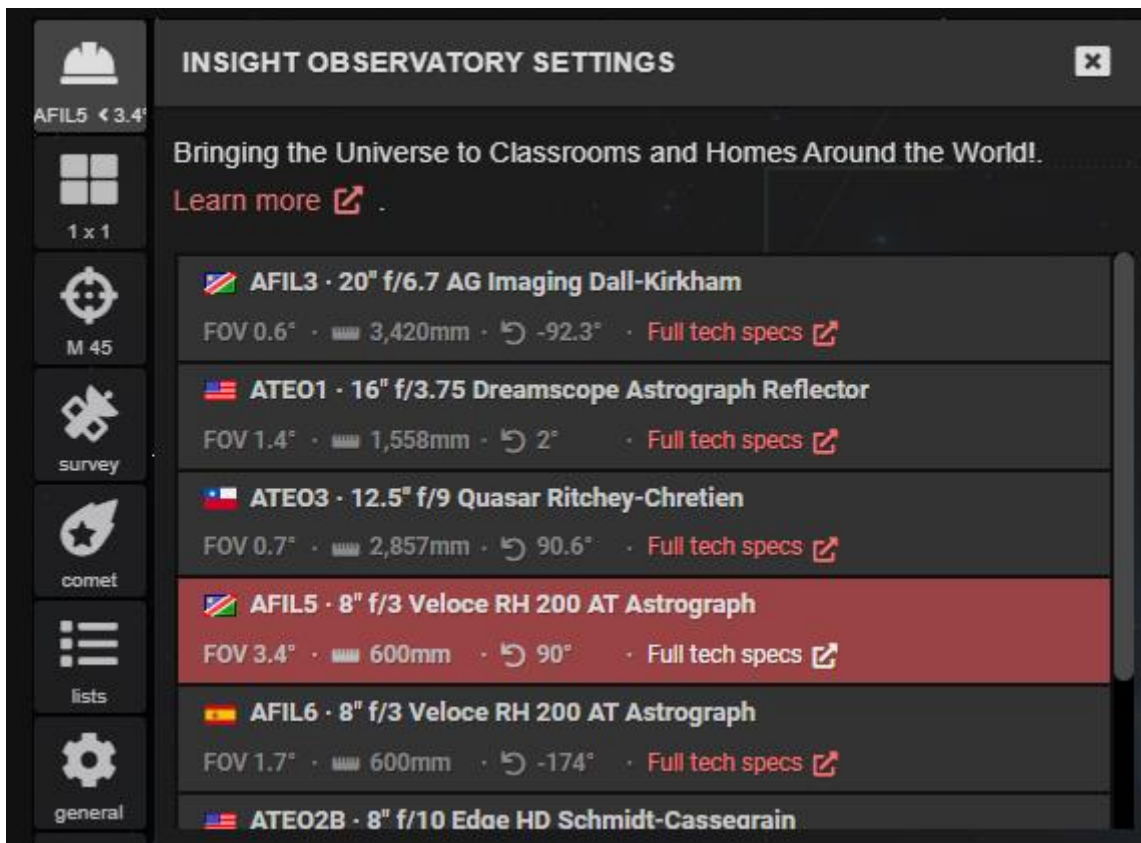 INSIGHT OBSERVATORY SETTINGS
AFIL5 < 3.4°
1 x 1
M 45
survey
comet
lists
general
Bringing the Universe to Classrooms and Homes Around the World!.
Learn more .
AFIL3 · 20" f/6.7 AG Imaging Dall-Kirkham
FOV 0.6° · 3,420mm · -92.3° · Full tech specs
ATEO1 · 16" f/3.75 Dreamscope Astrograph Reflector
FOV 1.4° · 1,558mm · 2° · Full tech specs
ATEO3 · 12.5" f/9 Quasar Ritchey-Chretien
FOV 0.7° · 2,857mm · 90.6° · Full tech specs
AFIL5 · 8" f/3 Veloce RH 200 AT Astrograph
FOV 3.4° · 600mm · 90° · Full tech specs
AFIL6 · 8" f/3 Veloce RH 200 AT Astrograph
FOV 1.7° · 600mm · -174° · Full tech specs
ATEO2B · 8" f/10 Edge HD Schmidt-Cassegrain